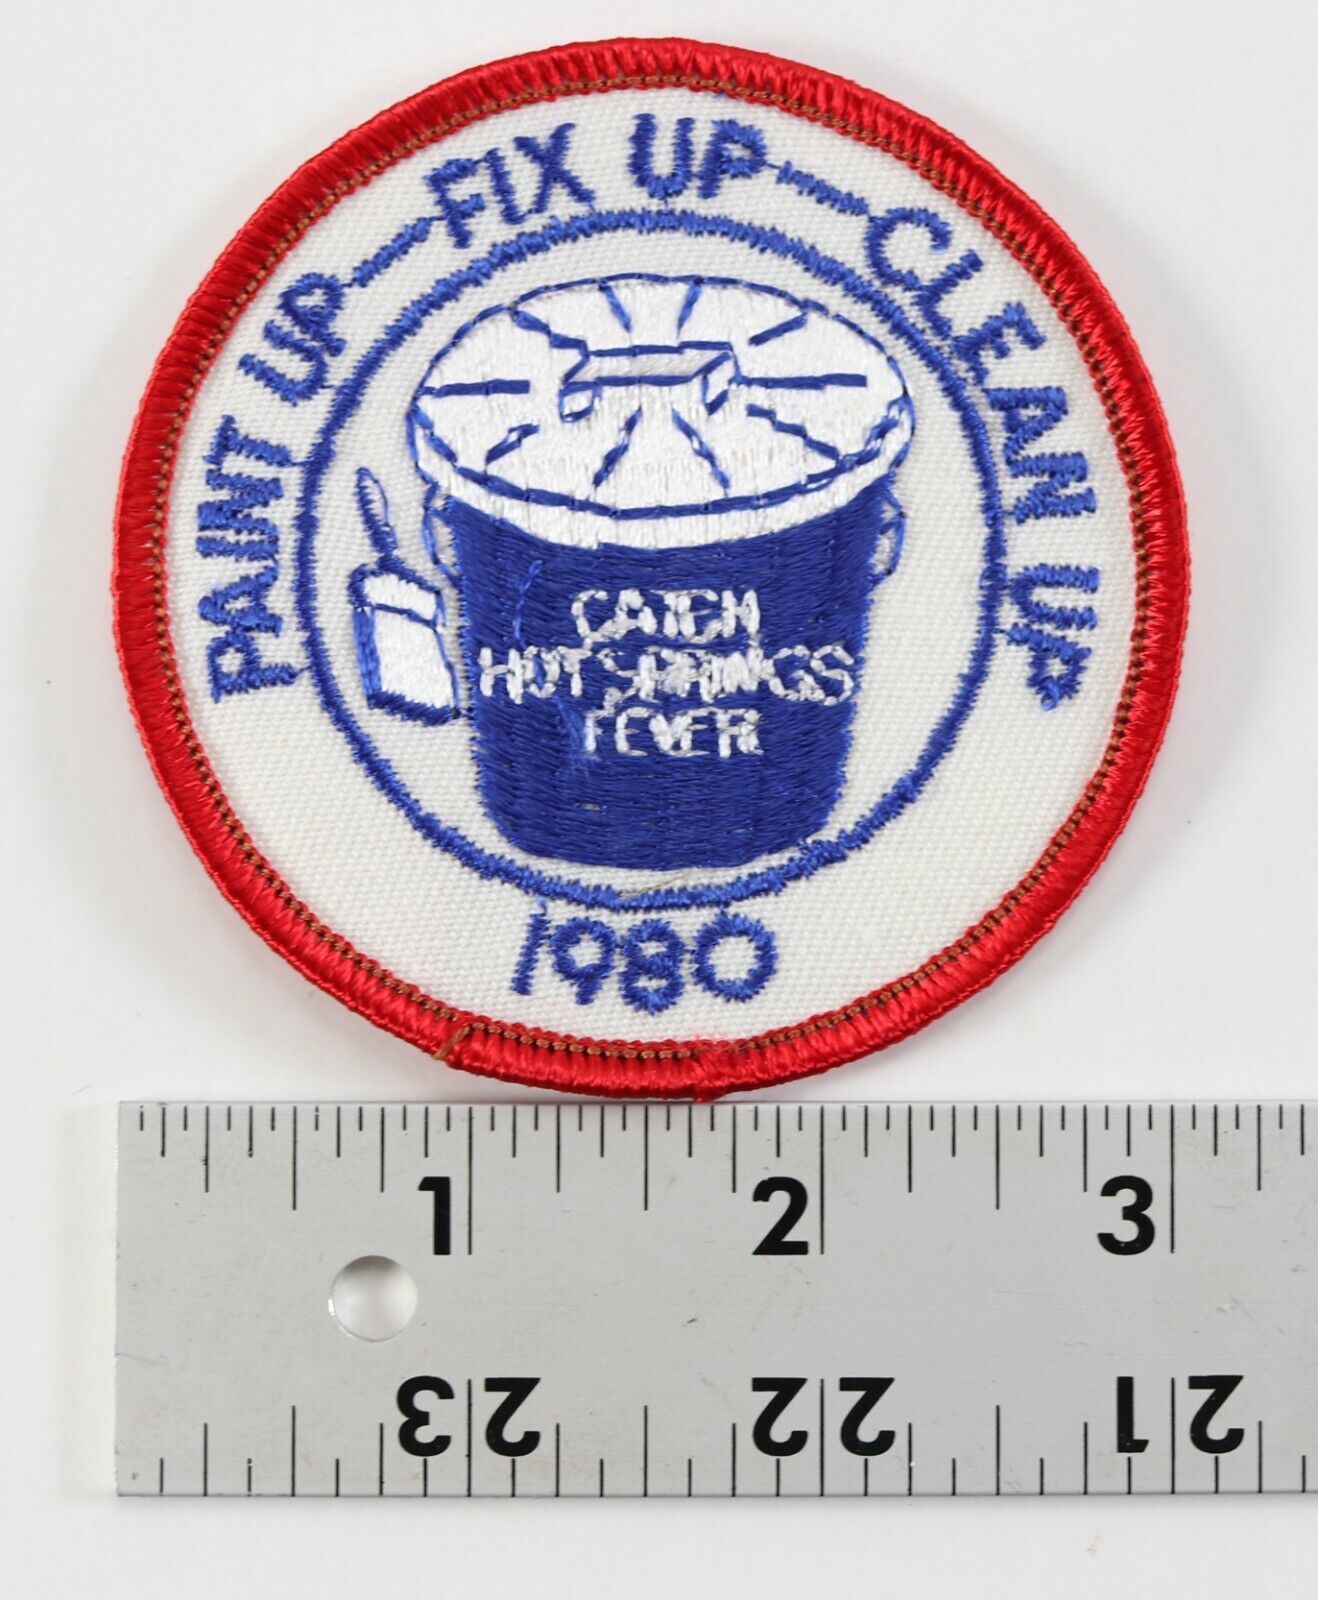 PAINT UP—FIX UP—CLEAN UP
CATCH
HOT SPRINGS
FEVER
1980
1 2 3
23 22 21